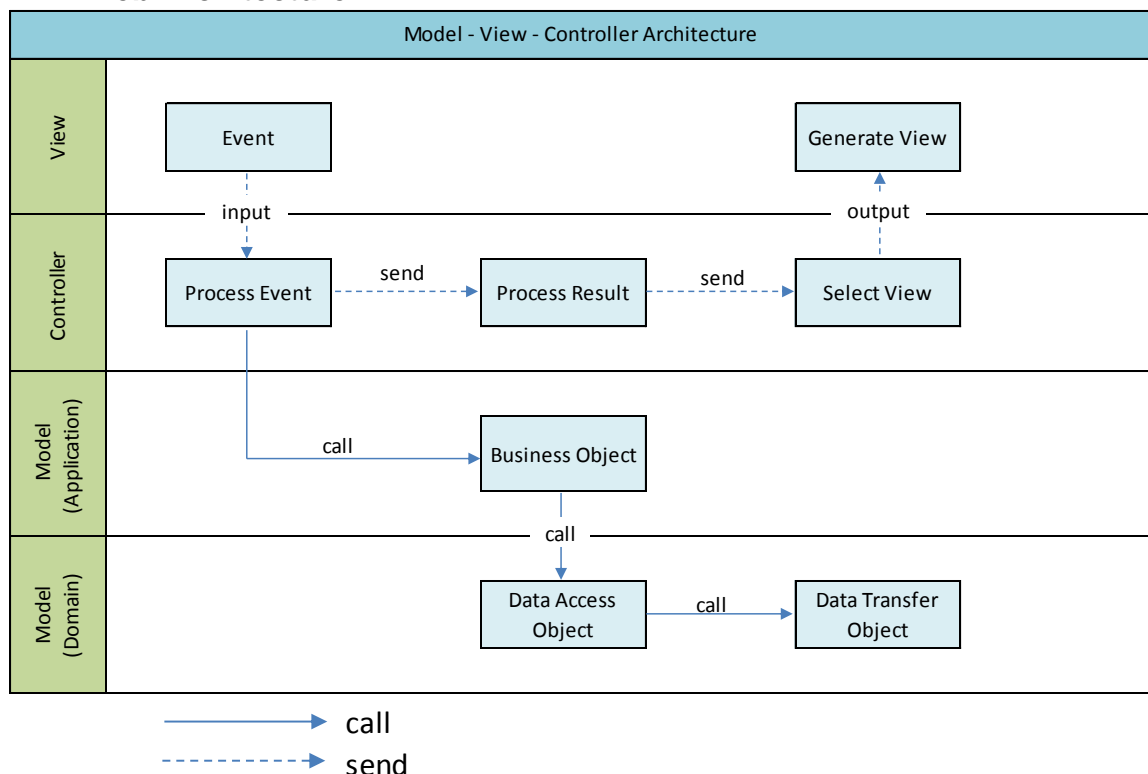 Model - View - Controller Architecture
View
Event
Generate View
input
output
Controller
Process Event
send
Process Result
send
Select View
Model
(Application)
call
Business Object
call
Model
(Domain)
Data Access
Object
call
Data Transfer
Object
call
send